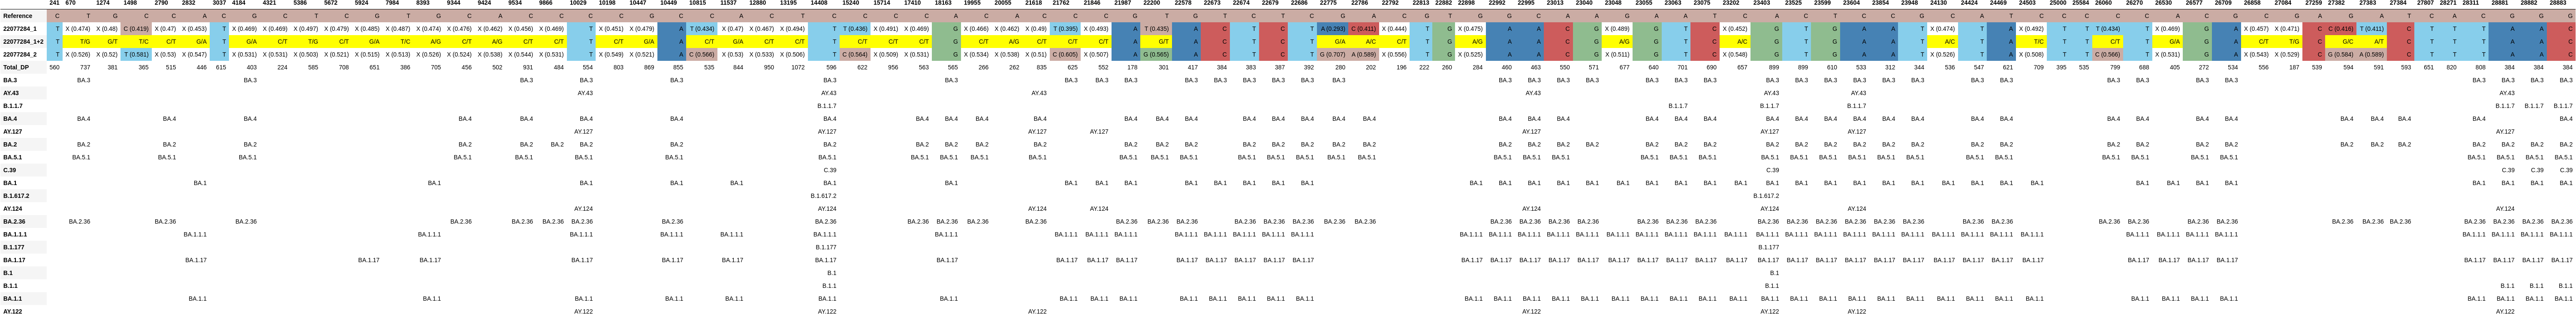 241 670 1274 1498 2790 2832 3037 4184 4321 5386 5672 5924 7984 8393 9344 9424 9534 9866 10029 10198 10447 10449 10815 11537 12880 13195 14408 15240 15714 17410 18163 19955 20055 21618 21762 21846 21987 22200 22578 22673 22674 22679 22686 22775 22786 22792 22813 22882 22898 22992 22995 23013 23040 23048 23055 23063 23075 23202 23403 23525 23599 23604 23854 23948 24130 24424 24469 24503 25000 25584 26060 26270 26530 26577 26709 26858 27084 27259 27382 27383 27384 27807 28271 28311 28881 28882 28883
Reference C T G C C A C G C T C G T G C A C C C C G C C A C T C C C C A C A C C C G T G T C T C G A C G T G G A A G A G A T A C T C T C A C G A C T C C C C A G C A G A T C C A C G G G
22077284_1 T X (0.474) X (0.48) C (0.419) X (0.47) X (0.453) T X (0.469) X (0.469) X (0.497) X (0.479) X (0.485) X (0.487) X (0.474) X (0.476) X (0.462) X (0.456) X (0.469) T X (0.451) X (0.479) A T (0.434) X (0.47) X (0.467) X (0.494) T T (0.436) X (0.491) X (0.469) G X (0.466) X (0.462) X (0.49) T (0.395) X (0.493) A T (0.435) A C T C T A (0.293) C (0.411) X (0.444) T G X (0.475) A A C G X (0.489) G T C X (0.452) G T G A A T X (0.474) T A X (0.492) T T T (0.434) T X (0.469) G A X (0.457) X (0.471) C C (0.416) T (0.411) C T T T A A C
22077284_1+2 T T/G G/T T/C C/T G/A T G/A C/T T/G C/T G/A T/C A/G C/T C/T A/G C/T T C/T G/A A C/T G/A C/T C/T T C/T C/T C/T G A/G C/T C/T C/T A G/T A C T C T G/A A/C C/T T G A/G A A C G A/G G T C A/C G T G A A T A/C T A T/C T T C/T T G/A G A C/T T/G C G/C A/T C T T T A A C
22077284_2 T X (0.526) X (0.52) T (0.581) X (0.53) X (0.547) T X (0.531) X (0.531) X (0.503) X (0.521) X (0.515) X (0.513) X (0.526) X (0.524) X (0.538) X (0.544) X (0.531) T X (0.549) X (0.521) A C (0.566) X (0.53) X (0.533) X (0.506) T C (0.564) X (0.509) X (0.531) G X (0.534) X (0.538) X (0.51) C (0.605) X (0.507) A G (0.565) A C T C T G (0.707) A (0.589) X (0.556) T G X (0.525) A A C G X (0.511) G T C X (0.548) G T G A A T X (0.526) T A X (0.508) T T C (0.566) T X (0.531) G A X (0.543) X (0.529) C G (0.584) A (0.589) C T T T A A C
Total_DP 560 737 381 365 515 446 615 403 224 585 708 651 386 705 456 502 931 484 554 803 869 855 535 844 950 1072 596 622 956 563 565 266 262 835 625 552 178 301 417 384 383 387 392 280 202 196 222 260 284 460 463 550 571 677 640 701 690 657 899 899 610 533 312 344 536 547 621 709 395 535 799 688 405 272 534 556 187 539 594 591 593 651 820 808 384 384 384
BA.3 BA.3 BA.3 BA.3 BA.3 BA.3 BA.3 BA.3 BA.3 BA.3 BA.3 BA.3 BA.3 BA.3 BA.3 BA.3 BA.3 BA.3 BA.3 BA.3 BA.3 BA.3 BA.3 BA.3 BA.3 BA.3 BA.3 BA.3 BA.3 BA.3 BA.3 BA.3 BA.3 BA.3 BA.3 BA.3 BA.3 BA.3 BA.3 BA.3
AY.43 AY.43 AY.43 AY.43 AY.43 AY.43 AY.43 AY.43
B.1.1.7 B.1.1.7 B.1.1.7 B.1.1.7 B.1.1.7 B.1.1.7 B.1.1.7 B.1.1.7
BA.4 BA.4 BA.4 BA.4 BA.4 BA.4 BA.4 BA.4 BA.4 BA.4 BA.4 BA.4 BA.4 BA.4 BA.4 BA.4 BA.4 BA.4 BA.4 BA.4 BA.4 BA.4 BA.4 BA.4 BA.4 BA.4 BA.4 BA.4 BA.4 BA.4 BA.4 BA.4 BA.4 BA.4 BA.4 BA.4 BA.4 BA.4 BA.4 BA.4 BA.4 BA.4 BA.4 BA.4 BA.4
AY.127 AY.127 AY.127 AY.127 AY.127 AY.127 AY.127 AY.127 AY.127
BA.2 BA.2 BA.2 BA.2 BA.2 BA.2 BA.2 BA.2 BA.2 BA.2 BA.2 BA.2 BA.2 BA.2 BA.2 BA.2 BA.2 BA.2 BA.2 BA.2 BA.2 BA.2 BA.2 BA.2 BA.2 BA.2 BA.2 BA.2 BA.2 BA.2 BA.2 BA.2 BA.2 BA.2 BA.2 BA.2 BA.2 BA.2 BA.2 BA.2 BA.2 BA.2 BA.2 BA.2 BA.2 BA.2 BA.2 BA.2
BA.5.1 BA.5.1 BA.5.1 BA.5.1 BA.5.1 BA.5.1 BA.5.1 BA.5.1 BA.5.1 BA.5.1 BA.5.1 BA.5.1 BA.5.1 BA.5.1 BA.5.1 BA.5.1 BA.5.1 BA.5.1 BA.5.1 BA.5.1 BA.5.1 BA.5.1 BA.5.1 BA.5.1 BA.5.1 BA.5.1 BA.5.1 BA.5.1 BA.5.1 BA.5.1 BA.5.1 BA.5.1 BA.5.1 BA.5.1 BA.5.1 BA.5.1 BA.5.1 BA.5.1 BA.5.1 BA.5.1 BA.5.1 BA.5.1 BA.5.1
C.39 C.39 C.39 C.39 C.39 C.39
BA.1 BA.1 BA.1 BA.1 BA.1 BA.1 BA.1 BA.1 BA.1 BA.1 BA.1 BA.1 BA.1 BA.1 BA.1 BA.1 BA.1 BA.1 BA.1 BA.1 BA.1 BA.1 BA.1 BA.1 BA.1 BA.1 BA.1 BA.1 BA.1 BA.1 BA.1 BA.1 BA.1 BA.1 BA.1 BA.1 BA.1 BA.1 BA.1 BA.1 BA.1 BA.1 BA.1 BA.1 BA.1
B.1.617.2 B.1.617.2 B.1.617.2
AY.124 AY.124 AY.124 AY.124 AY.124 AY.124 AY.124 AY.124 AY.124
BA.2.36 BA.2.36 BA.2.36 BA.2.36 BA.2.36 BA.2.36 BA.2.36 BA.2.36 BA.2.36 BA.2.36 BA.2.36 BA.2.36 BA.2.36 BA.2.36 BA.2.36 BA.2.36 BA.2.36 BA.2.36 BA.2.36 BA.2.36 BA.2.36 BA.2.36 BA.2.36 BA.2.36 BA.2.36 BA.2.36 BA.2.36 BA.2.36 BA.2.36 BA.2.36 BA.2.36 BA.2.36 BA.2.36 BA.2.36 BA.2.36 BA.2.36 BA.2.36 BA.2.36 BA.2.36 BA.2.36 BA.2.36 BA.2.36 BA.2.36 BA.2.36 BA.2.36 BA.2.36 BA.2.36 BA.2.36
BA.1.1.1 BA.1.1.1 BA.1.1.1 BA.1.1.1 BA.1.1.1 BA.1.1.1 BA.1.1.1 BA.1.1.1 BA.1.1.1 BA.1.1.1 BA.1.1.1 BA.1.1.1 BA.1.1.1 BA.1.1.1 BA.1.1.1 BA.1.1.1 BA.1.1.1 BA.1.1.1 BA.1.1.1 BA.1.1.1 BA.1.1.1 BA.1.1.1 BA.1.1.1 BA.1.1.1 BA.1.1.1 BA.1.1.1 BA.1.1.1 BA.1.1.1 BA.1.1.1 BA.1.1.1 BA.1.1.1 BA.1.1.1 BA.1.1.1 BA.1.1.1 BA.1.1.1 BA.1.1.1 BA.1.1.1 BA.1.1.1 BA.1.1.1 BA.1.1.1 BA.1.1.1 BA.1.1.1 BA.1.1.1 BA.1.1.1 BA.1.1.1
B.1.177 B.1.177 B.1.177
BA.1.17 BA.1.17 BA.1.17 BA.1.17 BA.1.17 BA.1.17 BA.1.17 BA.1.17 BA.1.17 BA.1.17 BA.1.17 BA.1.17 BA.1.17 BA.1.17 BA.1.17 BA.1.17 BA.1.17 BA.1.17 BA.1.17 BA.1.17 BA.1.17 BA.1.17 BA.1.17 BA.1.17 BA.1.17 BA.1.17 BA.1.17 BA.1.17 BA.1.17 BA.1.17 BA.1.17 BA.1.17 BA.1.17 BA.1.17 BA.1.17 BA.1.17 BA.1.17 BA.1.17 BA.1.17 BA.1.17 BA.1.17 BA.1.17 BA.1.17 BA.1.17 BA.1.17 BA.1.17
B.1 B.1 B.1
B.1.1 B.1.1 B.1.1 B.1.1 B.1.1 B.1.1
BA.1.1 BA.1.1 BA.1.1 BA.1.1 BA.1.1 BA.1.1 BA.1.1 BA.1.1 BA.1.1 BA.1.1 BA.1.1 BA.1.1 BA.1.1 BA.1.1 BA.1.1 BA.1.1 BA.1.1 BA.1.1 BA.1.1 BA.1.1 BA.1.1 BA.1.1 BA.1.1 BA.1.1 BA.1.1 BA.1.1 BA.1.1 BA.1.1 BA.1.1 BA.1.1 BA.1.1 BA.1.1 BA.1.1 BA.1.1 BA.1.1 BA.1.1 BA.1.1 BA.1.1 BA.1.1 BA.1.1 BA.1.1 BA.1.1 BA.1.1 BA.1.1 BA.1.1
AY.122 AY.122 AY.122 AY.122 AY.122 AY.122 AY.122 AY.122